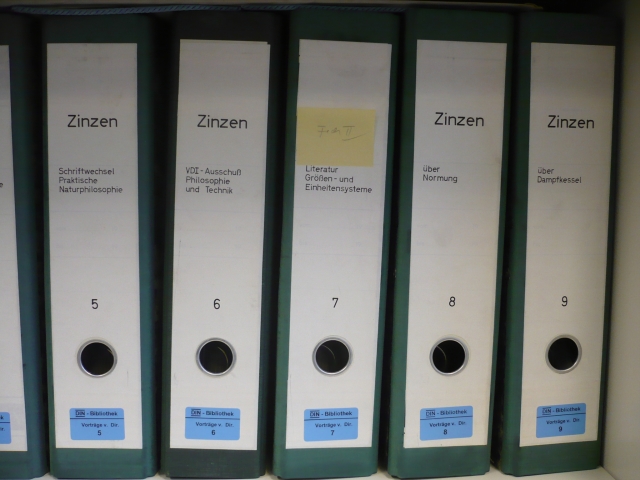 Zinzen
Schriftwechsel
Praktische
Naturphilosophie
5
DIN - Bibliothek
Vorträge v. Dir.
5
Zinzen
VDI - Ausschuß
Philosophie
und Technik
6
DIN - Bibliothek
Vorträge v. Dir.
6
Literatur
Größen - und
Einheitensysteme
7
DIN - Bibliothek
Vorträge v. Dir.
7
Zinzen
über
Normung
8
DIN - Bibliothek
Vorträge v. Dir.
8
Zinzen
über
Dampfkessel
9
DIN - Bibliothek
Vorträge v. Dir.
9